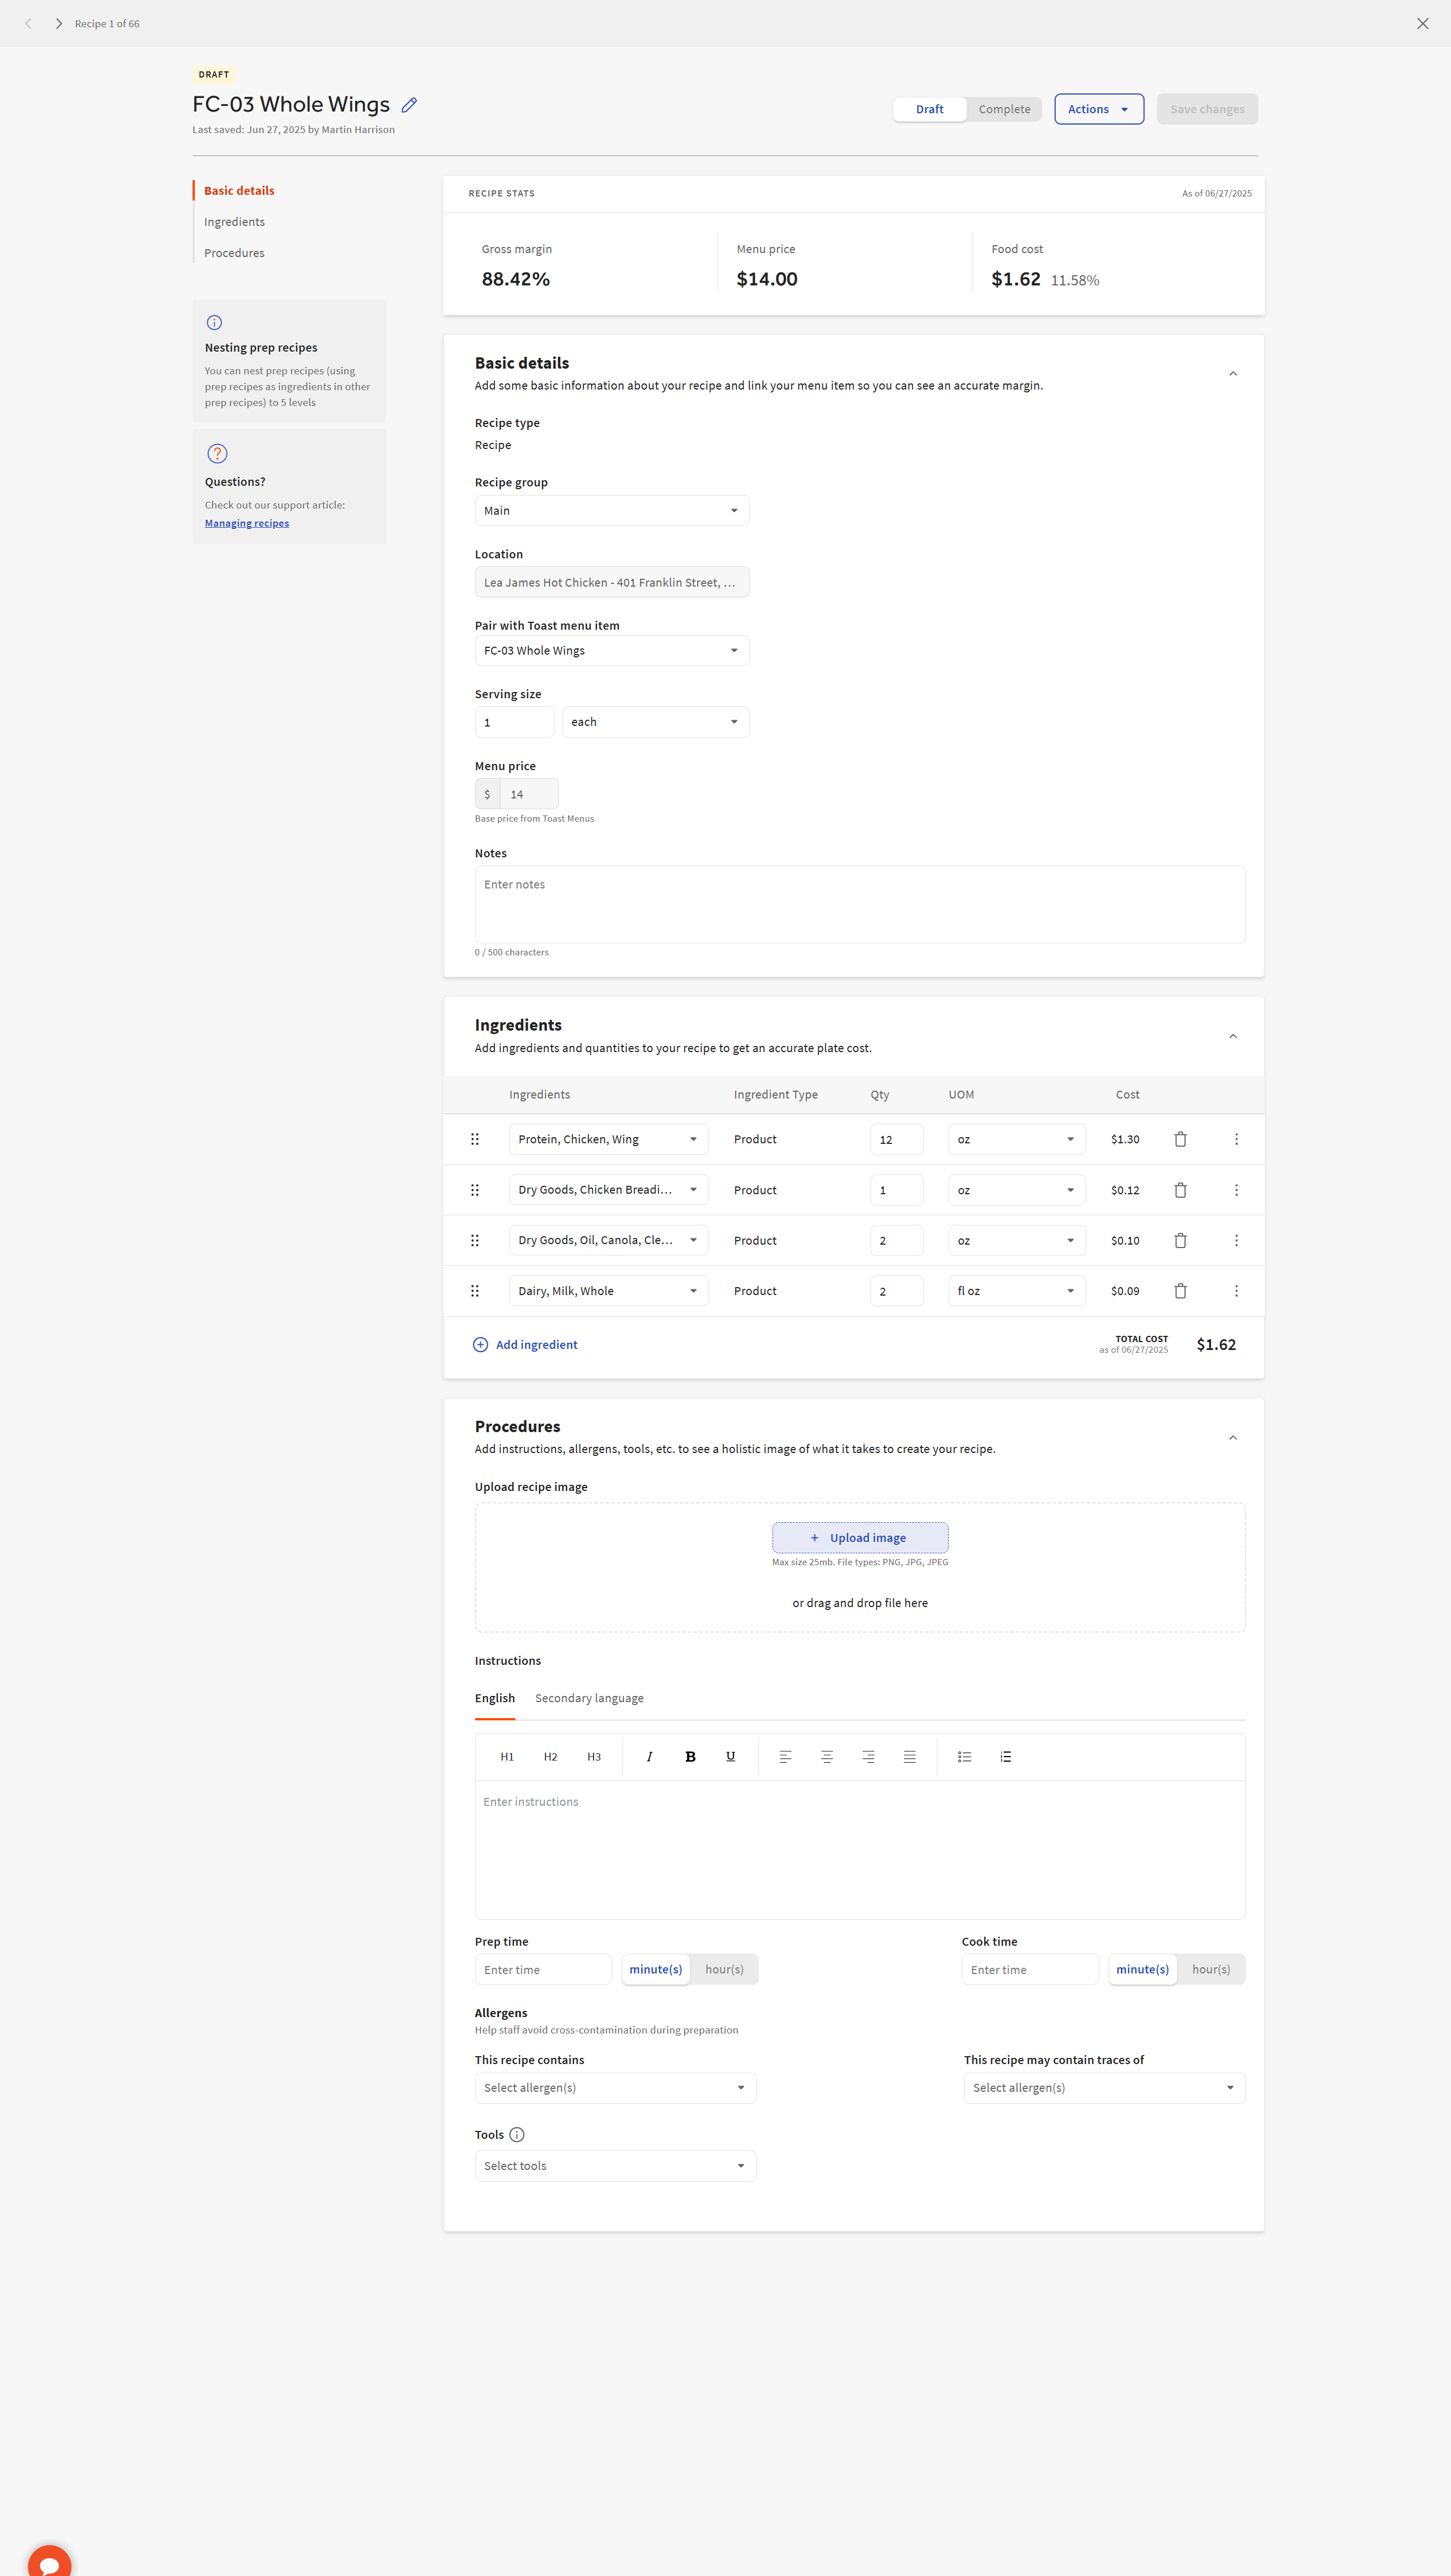 Recipe 1 of 66
DRAFT
FC-03 Whole Wings
Last saved: Jun 27, 2025 by Martin Harrison
Draft
Complete
Actions
Save changes
Basic details
Ingredients
Procedures
Nesting prep recipes
You can nest prep recipes (using
prep recipes as ingredients in other
prep recipes) to 5 levels
Questions?
Check out our support article:
Managing recipes
RECIPE STATS
As of 06/27/2025
Gross margin
88.42%
Menu price
$14.00
Food cost
$1.62 11.58%
Basic details
Add some basic information about your recipe and link your menu item so you can see an accurate margin.
Recipe type
Recipe
Recipe group
Main
Location
Lea James Hot Chicken - 401 Franklin Street, ...
Pair with Toast menu item
FC-03 Whole Wings
Serving size
1 each
Menu price
$ 14
Base price from Toast Menus
Notes
Enter notes
0 / 500 characters
Ingredients
Add ingredients and quantities to your recipe to get an accurate plate cost.
Ingredients Ingredient Type Qty UOM Cost
Protein, Chicken, Wing Product 12 oz $1.30
Dry Goods, Chicken Breadi... Product 1 oz $0.12
Dry Goods, Oil, Canola, Cle... Product 2 oz $0.10
Dairy, Milk, Whole Product 2 fl oz $0.09
Add ingredient
TOTAL COST
as of 06/27/2025
$1.62
Procedures
Add instructions, allergens, tools, etc. to see a holistic image of what it takes to create your recipe.
Upload recipe image
+ Upload image
Max size 25mb. File types: PNG, JPG, JPEG
or drag and drop file here
Instructions
English Secondary language
H1 H2 H3 I B U
Enter instructions
Prep time
Enter time minute(s) hour(s)
Cook time
Enter time minute(s) hour(s)
Allergens
Help staff avoid cross-contamination during preparation
This recipe contains
Select allergen(s)
This recipe may contain traces of
Select allergen(s)
Tools
Select tools